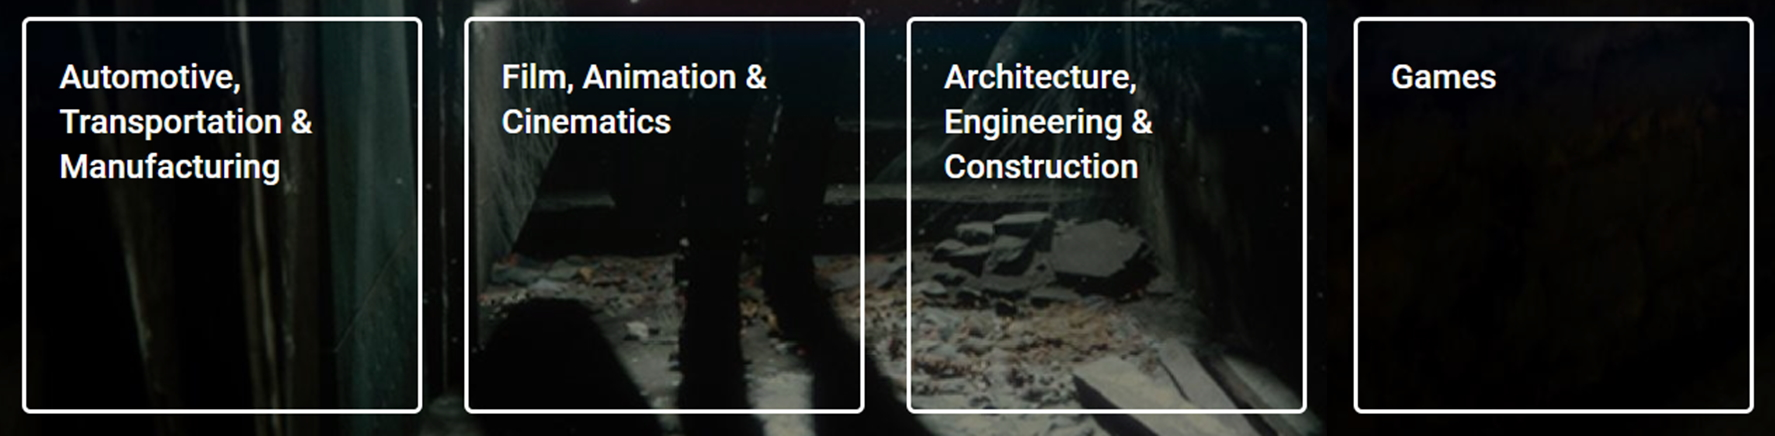 Automotive,
Transportation &
Manufacturing
Film, Animation &
Cinematics
Architecture,
Engineering &
Construction
Games